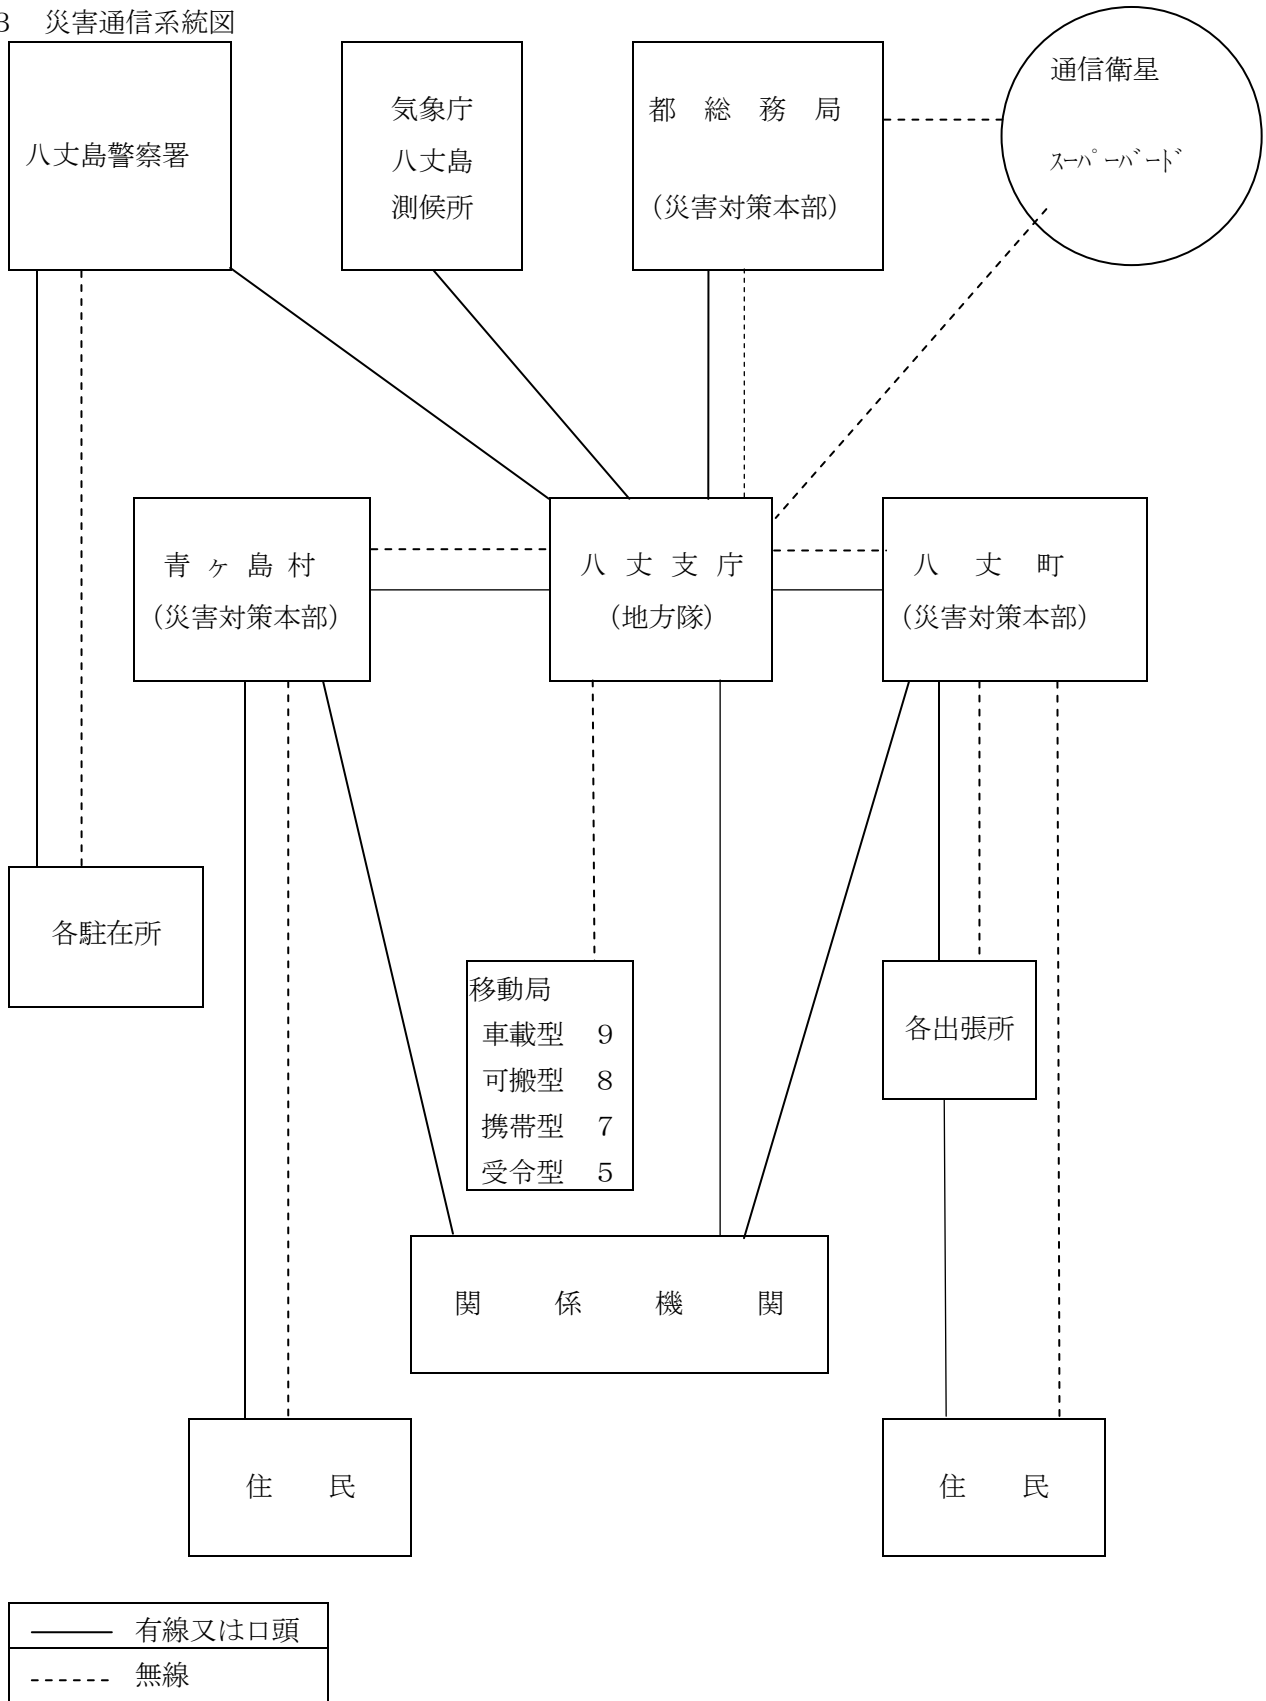 3　災害通信系統図
八丈島警察署
気象庁
八丈島
測候所
都　総　務　局
（災害対策本部）
通信衛星
ｽｰﾊﾟｰﾊﾞｰﾄﾞ
青ヶ島村
（災害対策本部）
八丈支庁
（地方隊）
八　丈　町
（災害対策本部）
各駐在所
移動局
車載型　９
可搬型　８
携帯型　７
受令型　５
各出張所
関　係　機　関
住　民
住　民
有線又は口頭
無線